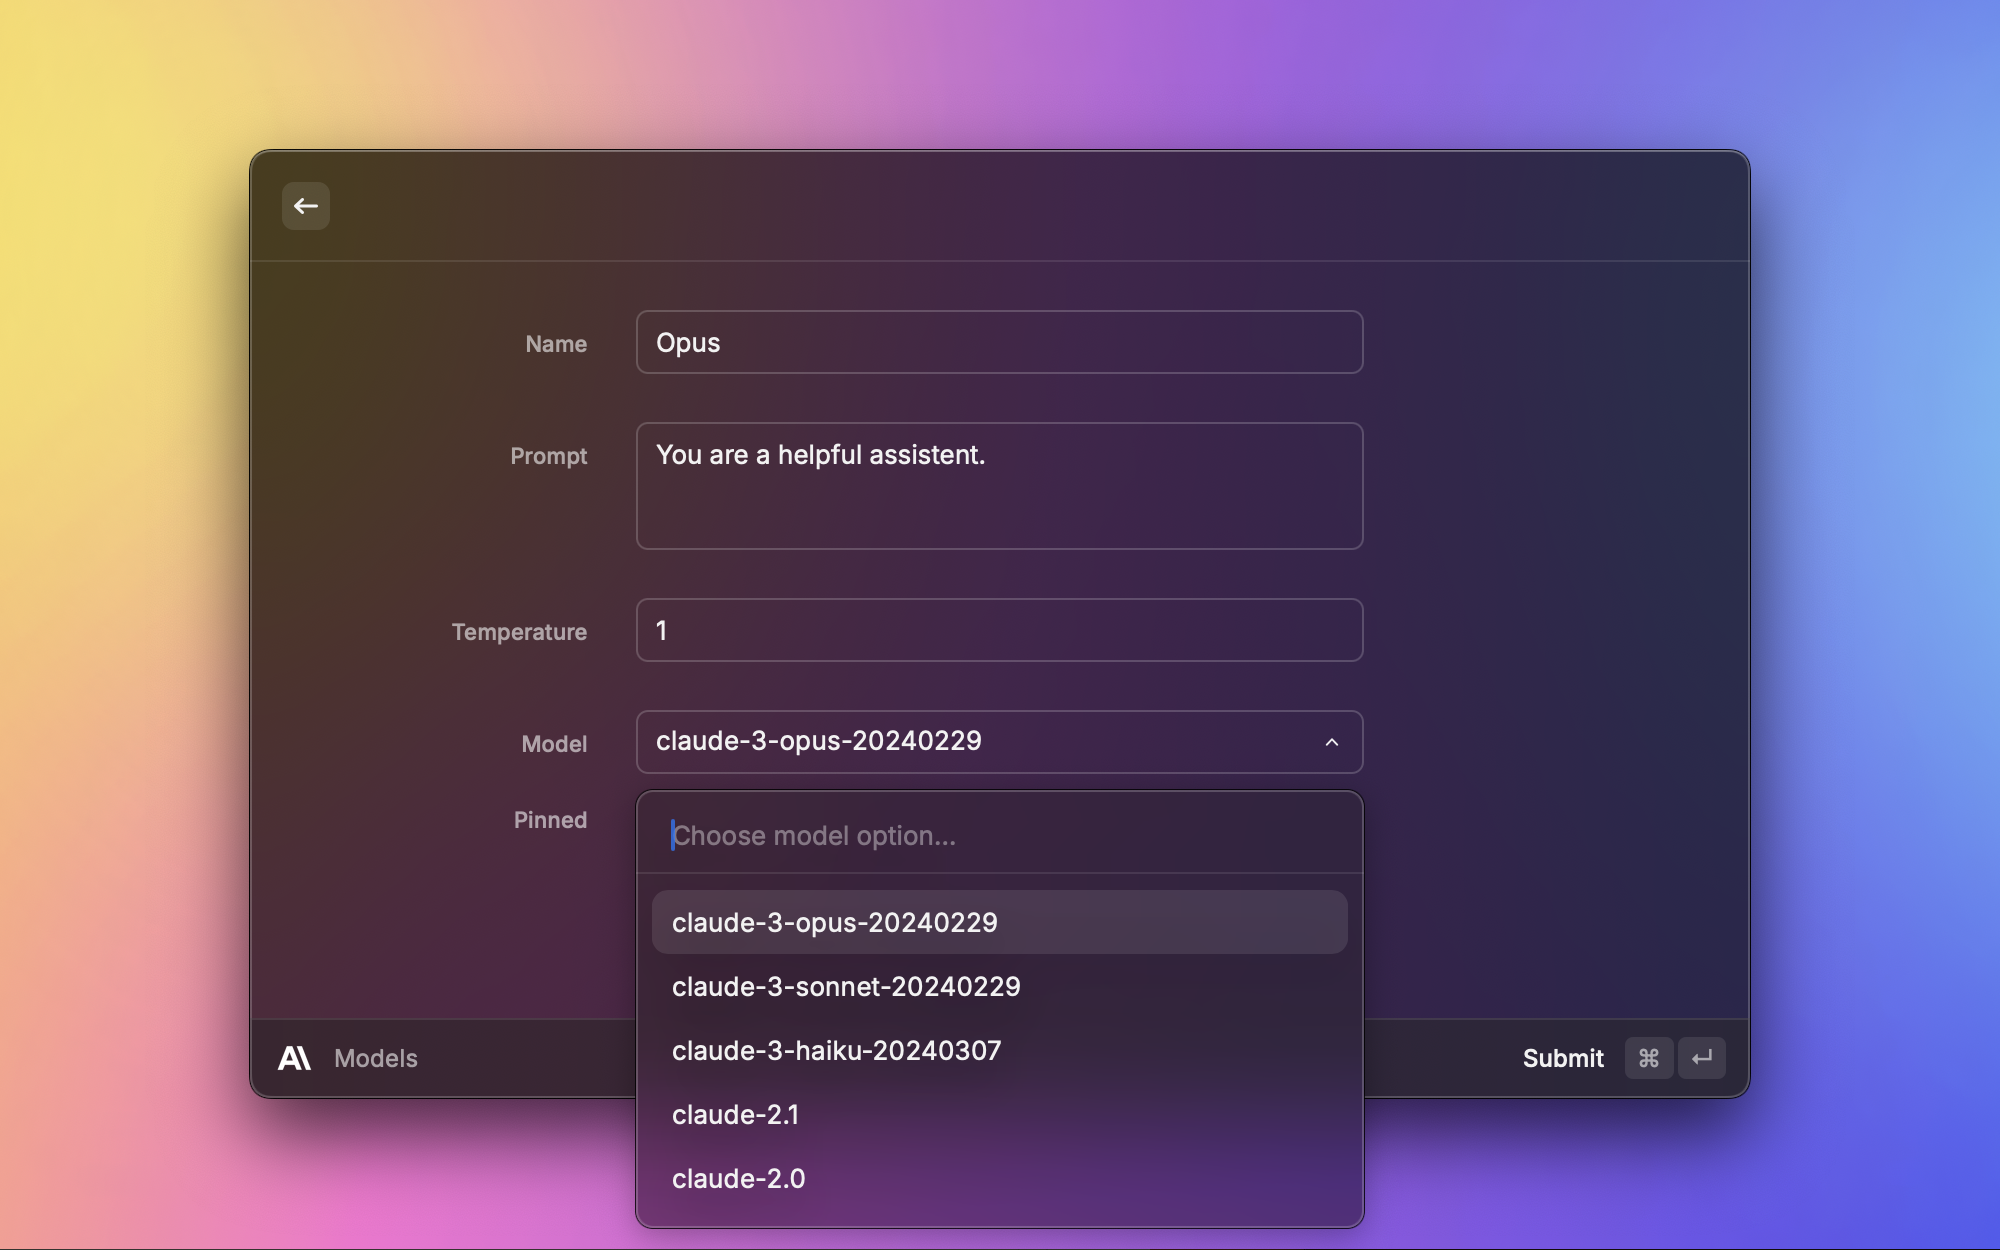 Name
Opus
Prompt
You are a helpful assistent.
Temperature
1
Model
claude-3-opus-20240229
Pinned
Choose model option...
claude-3-opus-20240229
claude-3-sonnet-20240229
claude-3-haiku-20240307
claude-2.1
claude-2.0
A\ Models
Submit ⌘ ↵